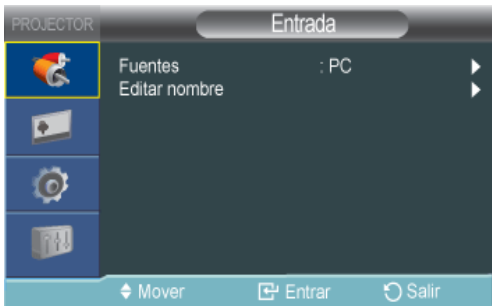 PROJECTOR Entrada
Fuentes : PC
Editar nombre
Mover Entrar Salir